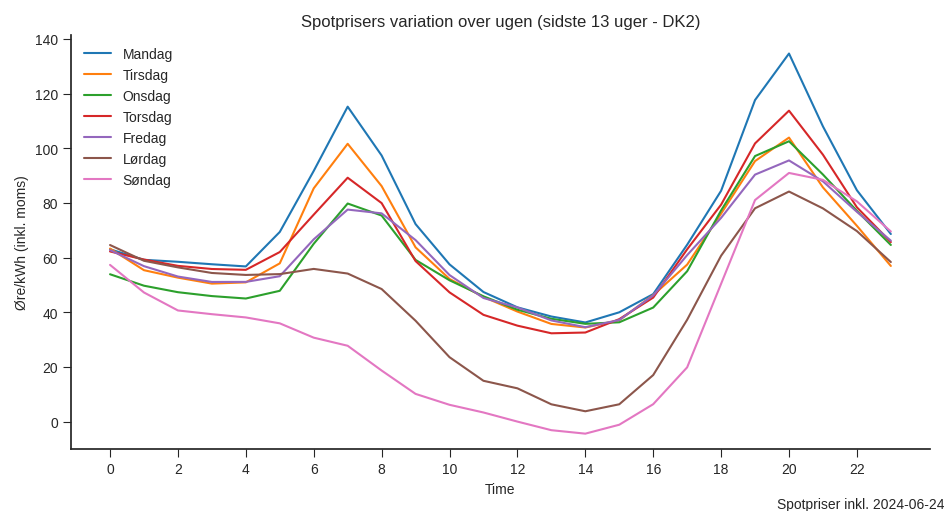 Spotprisers variation over ugen (sidste 13 uger - DK2)
140
120
100
80
60
40
20
0
Øre/kWh (inkl. moms)
Mandag
Tirsdag
Onsdag
Torsdag
Fredag
Lørdag
Søndag
0 2 4 6 8 10 12 14 16 18 20 22
Time
Spotpriser inkl. 2024-06-24